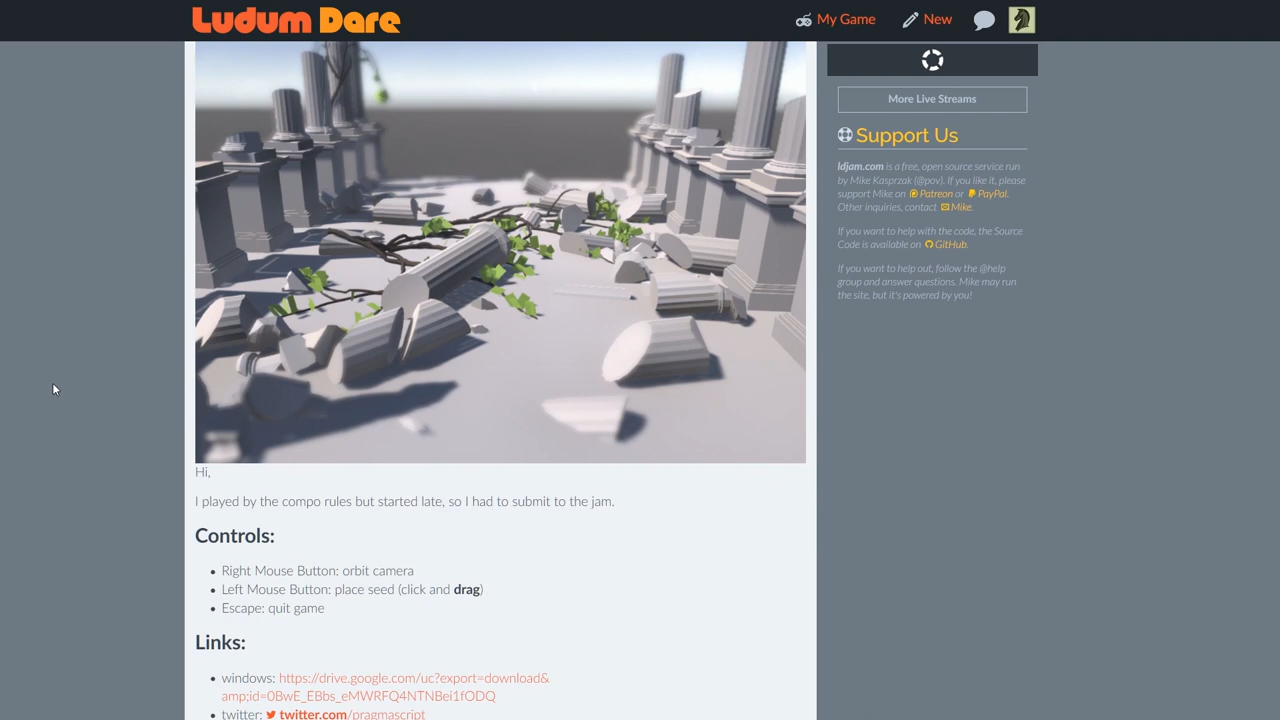 Ludum Dare
My Game
New
More Live Streams
Support Us
ldjam.com is a free, open source service run
by Mike Kasprzak (@pov). If you like it, please
support Mike on Patreon or PayPal.
Other inquiries, contact Mike.
If you want to help with the code, the Source
Code is available on GitHub.
If you want to help out, follow the @help
group and answer questions. Mike may run
the site, but it's powered by you!
Hi,
I played by the compo rules but started late, so I had to submit to the jam.
Controls:
• Right Mouse Button: orbit camera
• Left Mouse Button: place seed (click and drag)
• Escape: quit game
Links:
• windows: https://drive.google.com/uc?export=download&
amp;id=0BwE_EBbs_eMWRFQ4NTNBei1fODQ
• twitter: twitter.com/pragmascript